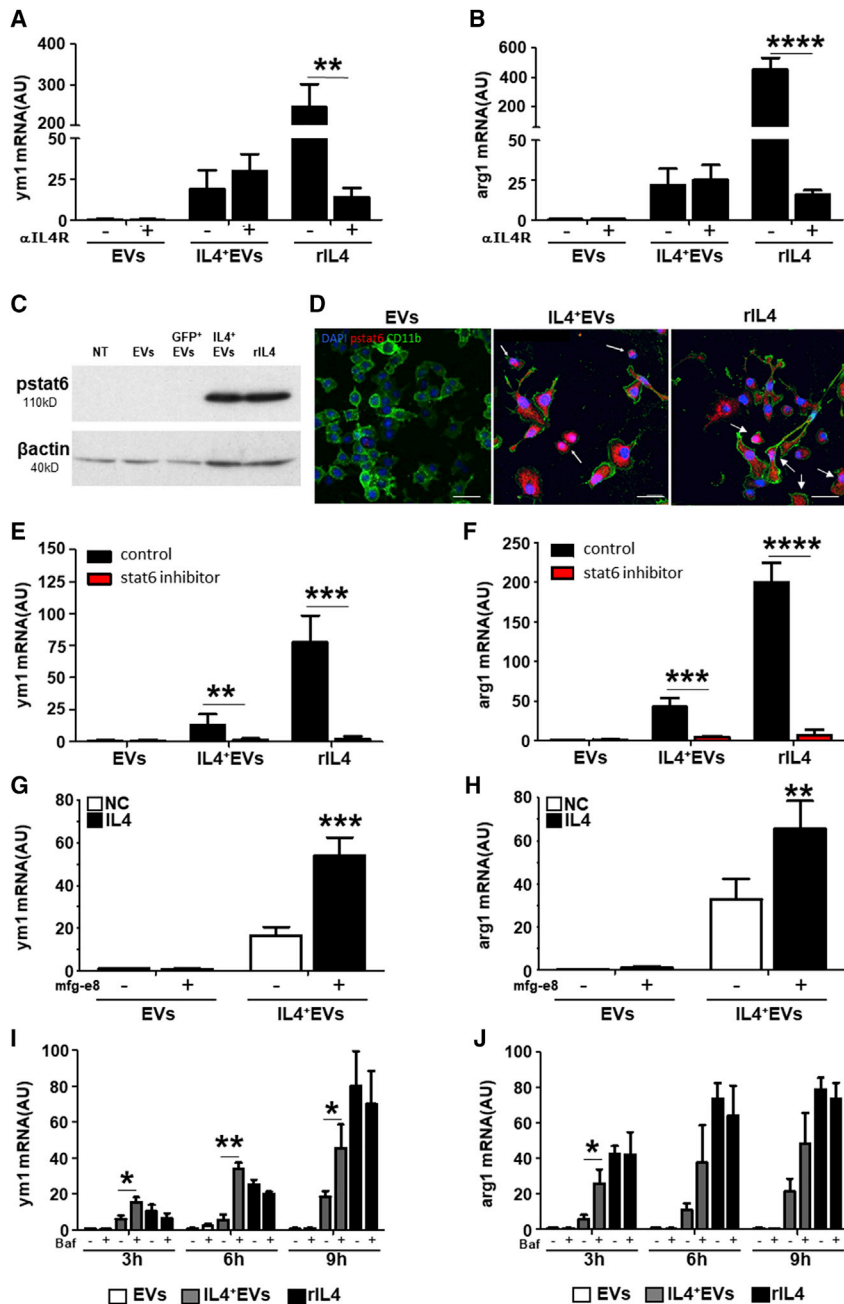 A
B
ym1 mRNA(AU)
400
300
200
100
50
25
0
**
αIL4R
- + - + - +
EVs IL4⁺EVs rIL4
arg1 mRNA(AU)
600
400
200
50
25
0
****
αIL4R
- + - + - +
EVs IL4⁺EVs rIL4
C
NT EVs GFP⁺ EVs IL4⁺ EVs rIL4
pstat6
110kD
βactin
40kD
D
EVs IL4⁺EVs rIL4
DAPI pstat6 CD11b
E
ym1 mRNA(AU)
150
125
100
75
50
25
0
control
stat6 inhibitor
**
***
EVs IL4⁺EVs rIL4
F
arg1 mRNA(AU)
250
200
150
100
50
0
control
stat6 inhibitor
***
****
EVs IL4⁺EVs rIL4
G
ym1 mRNA(AU)
80
60
40
20
0
NC
IL4
***
mfg-e8 - + - +
EVs IL4⁺EVs
H
arg1 mRNA(AU)
80
60
40
20
0
NC
IL4
**
mfg-e8 - + - +
EVs IL4⁺EVs
I
ym1 mRNA(AU)
100
80
60
40
20
0
*
**
*
Baf - + - + - + - + - + - + - + - + - +
3h 6h 9h
EVs IL4⁺EVs rIL4
J
arg1 mRNA(AU)
100
80
60
40
20
0
*
Baf - + - + - + - + - + - + - + - + - +
3h 6h 9h
EVs IL4⁺EVs rIL4